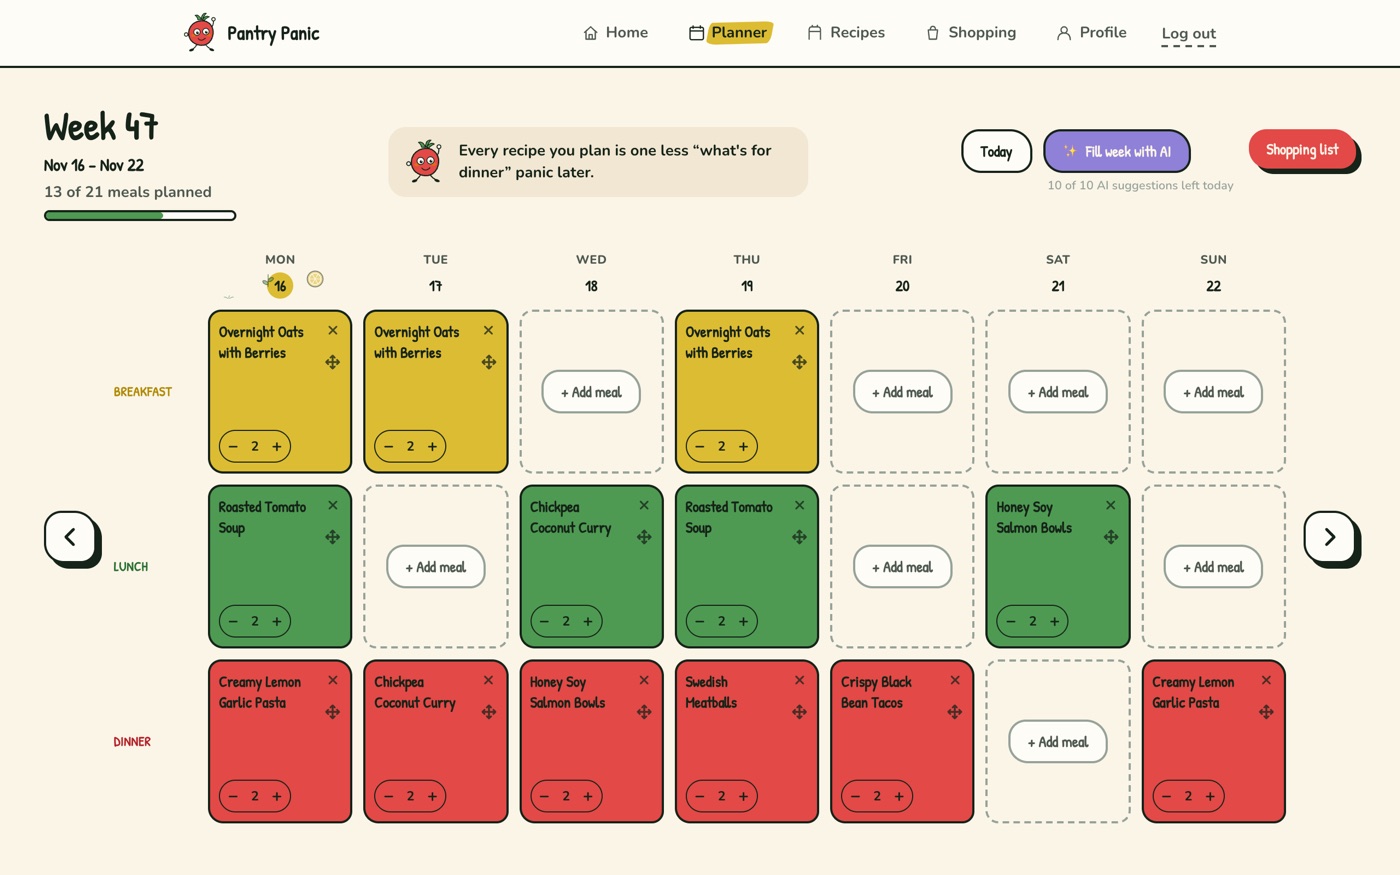 Pantry Panic
Home
Planner
Recipes
Shopping
Profile
Log out
Week 47
Nov 16 – Nov 22
13 of 21 meals planned
Every recipe you plan is one less “what's for
dinner” panic later.
Today
✨ Fill week with AI
10 of 10 AI suggestions left today
Shopping list
MON
16
TUE
17
WED
18
THU
19
FRI
20
SAT
21
SUN
22
BREAKFAST
Overnight Oats
with Berries
− 2 +
Overnight Oats
with Berries
− 2 +
+ Add meal
Overnight Oats
with Berries
− 2 +
+ Add meal
+ Add meal
+ Add meal
LUNCH
Roasted Tomato
Soup
− 2 +
+ Add meal
Chickpea
Coconut Curry
− 2 +
Roasted Tomato
Soup
− 2 +
+ Add meal
Honey Soy
Salmon Bowls
− 2 +
+ Add meal
DINNER
Creamy Lemon
Garlic Pasta
− 2 +
Chickpea
Coconut Curry
− 2 +
Honey Soy
Salmon Bowls
− 2 +
Swedish
Meatballs
− 2 +
Crispy Black
Bean Tacos
− 2 +
+ Add meal
Creamy Lemon
Garlic Pasta
− 2 +